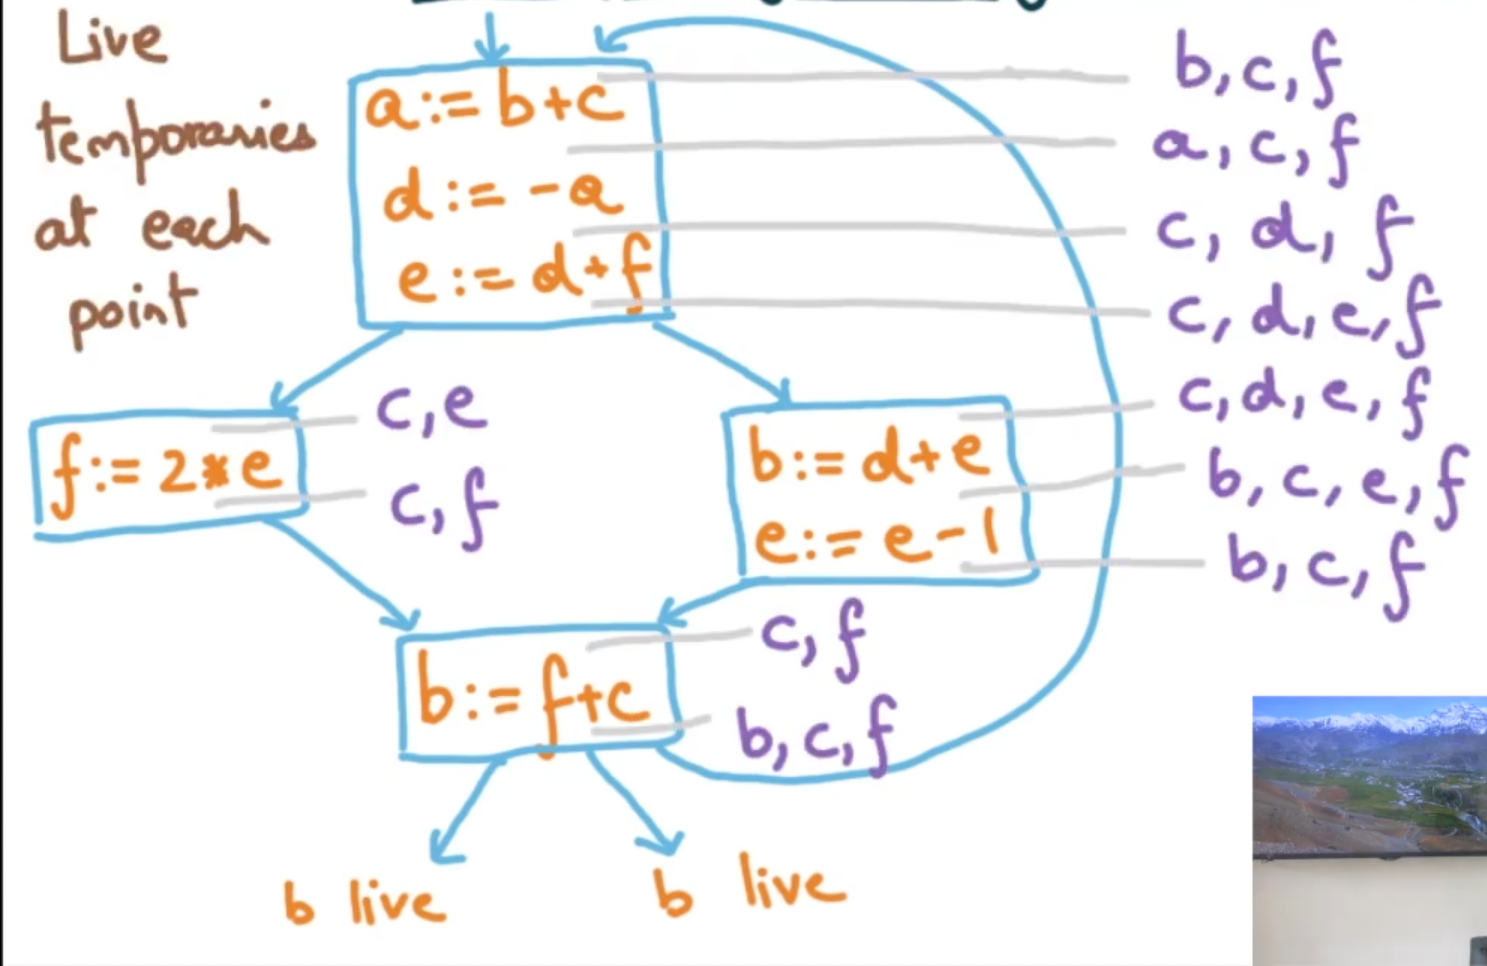 Live
temporaries
at each
point
a := b+c
d := -a
e := d+f
b, c, f
a, c, f
c, d, f
c, d, e, f
f := 2*e
c, e
c, f
b := d+e
e := e-1
c, d, e, f
b, c, e, f
b, c, f
b := f+c
c, f
b, c, f
b live
b live